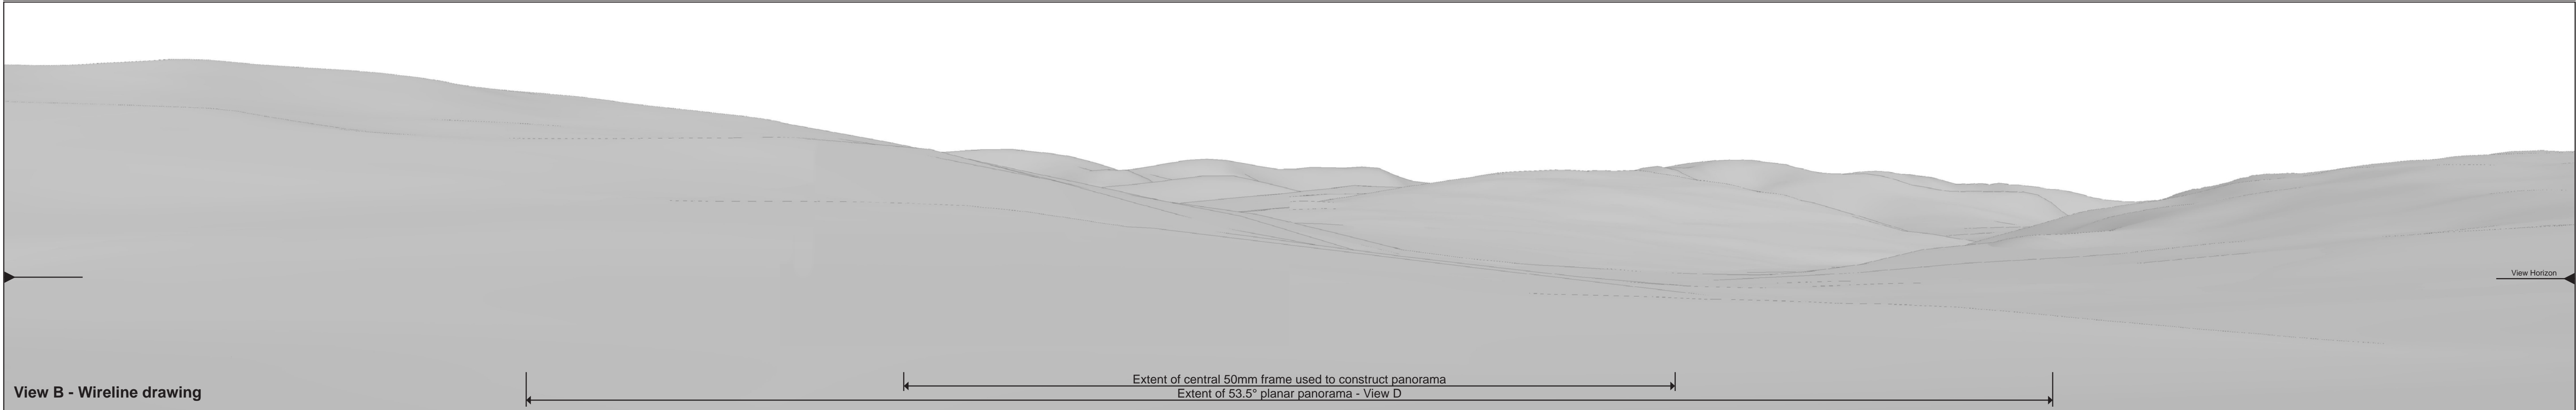 View Horizon
Extent of central 50mm frame used to construct panorama
View B - Wireline drawing
Extent of 53.5° planar panorama - View D